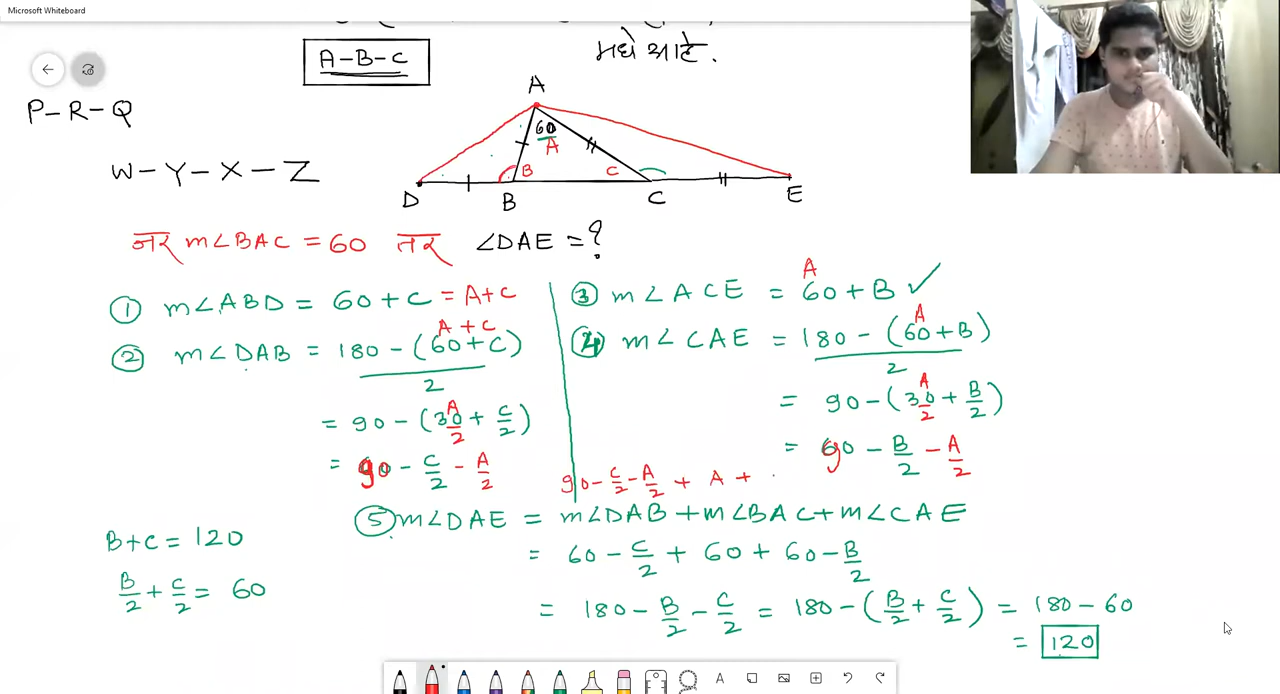 Microsoft Whiteboard
A-B-C
मधे आहे.
P-R-Q
W-Y-X-Z
A
60
A
B
C
D
B
C
E
जर m∠BAC = 60 तर ∠DAE = ?
① m∠ABD = 60+C = A+C
A+C
② m∠DAB = 180-(60+C)
2
= 90-(30 A/2 + C/2)
= 90 - C/2 - A/2
A
③ m∠ACE = 60+B ✓
A
④ m∠CAE = 180-(60+B)
2
= 90-(30 A/2 + B/2)
= 90 - B/2 - A/2
90 - C/2 - A/2 + A +
⑤ m∠DAE = m∠DAB + m∠BAC + m∠CAE
= 60 - C/2 + 60 + 60 - B/2
= 180 - B/2 - C/2 = 180-(B/2 + C/2) = 180-60
= 120
B+C = 120
B/2 + C/2 = 60
A